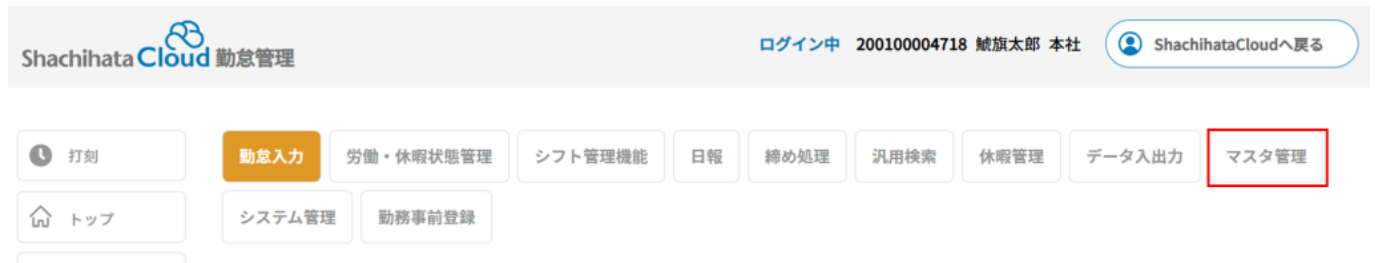 Shachihata Cloud 勤怠管理
ログイン中 200100004718 鯱旗太郎 本社
ShachihataCloudへ戻る
打刻
勤怠入力 労働・休暇状態管理 シフト管理機能 日報 締め処理 汎用検索 休暇管理 データ入出力 マスタ管理
トップ
システム管理 勤務事前登録